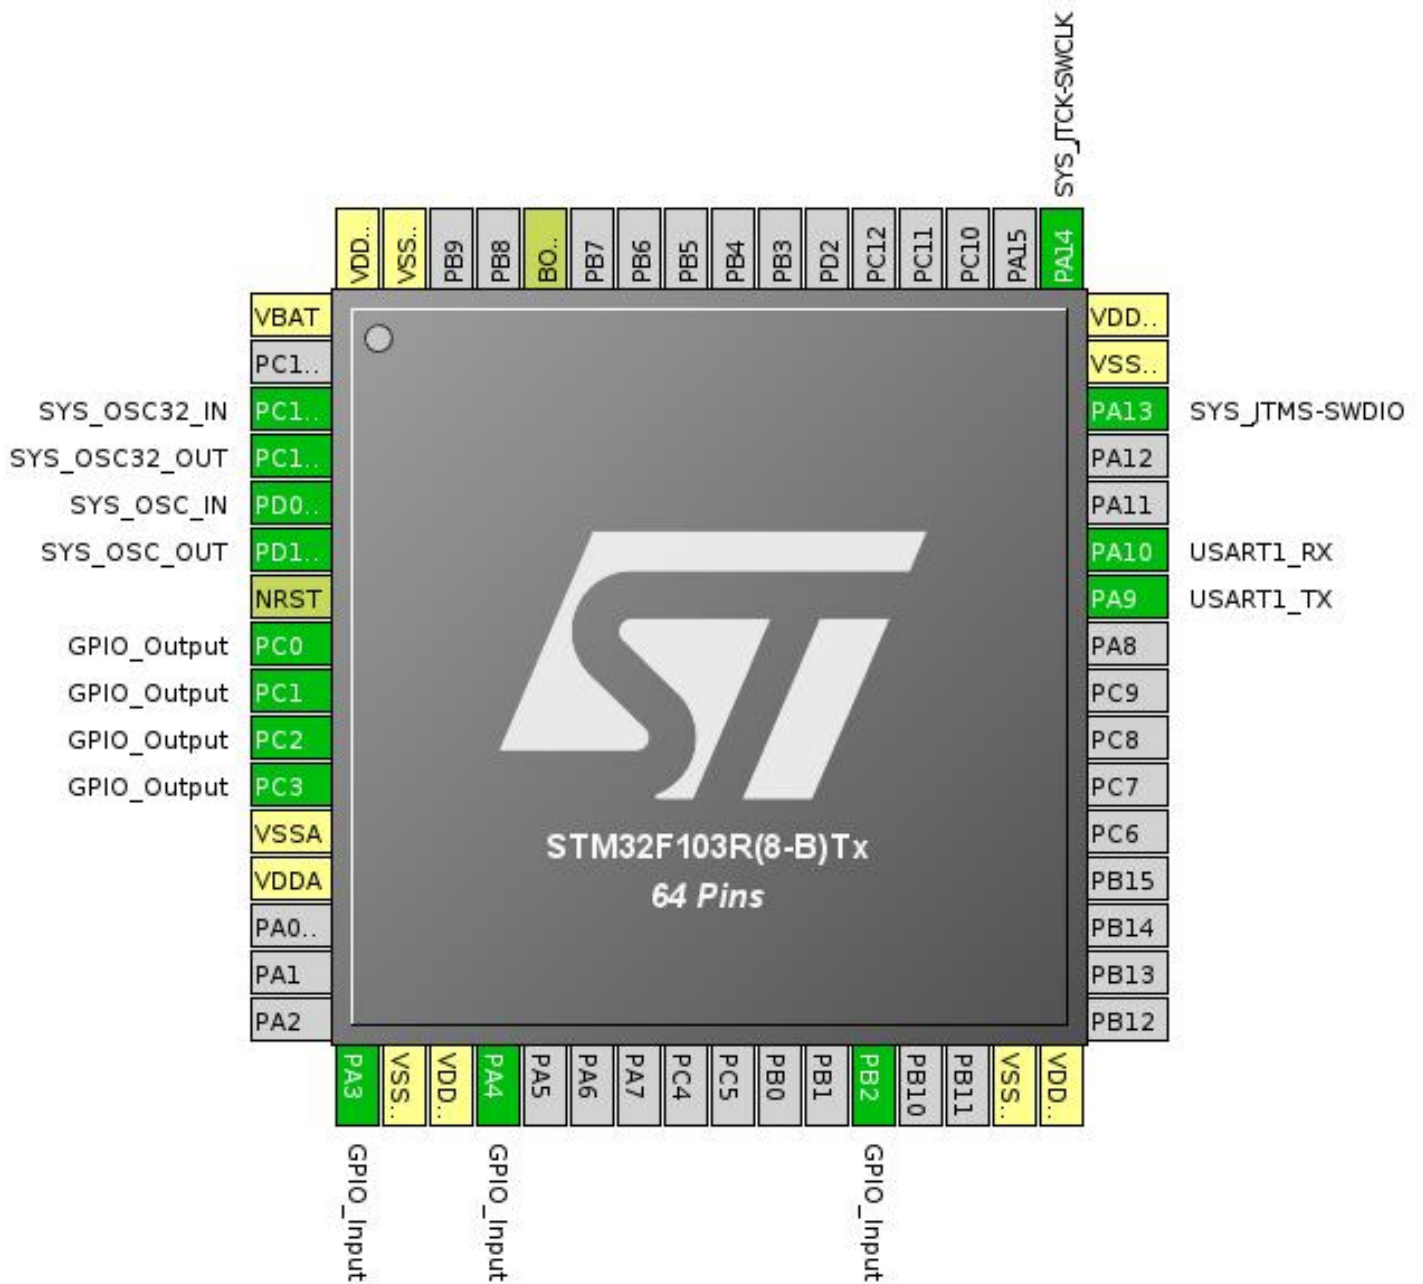 SYS_JTCK-SWCLK
VDD..
VSS..
PB9
PB8
BO..
PB7
PB6
PB5
PB4
PB3
PD2
PC12
PC11
PC10
PA15
PA14
VBAT
PC1..
SYS_OSC32_IN PC1..
SYS_OSC32_OUT PC1..
SYS_OSC_IN PD0..
SYS_OSC_OUT PD1..
NRST
GPIO_Output PC0
GPIO_Output PC1
GPIO_Output PC2
GPIO_Output PC3
VSSA
VDDA
PA0..
PA1
PA2
VDD..
VSS..
PA13 SYS_JTMS-SWDIO
PA12
PA11
PA10 USART1_RX
PA9 USART1_TX
PA8
PC9
PC8
PC7
PC6
PB15
PB14
PB13
PB12
ST
STM32F103R(8-B)Tx
64 Pins
PA3
VSS..
VDD..
PA4
PA5
PA6
PA7
PC4
PC5
PB0
PB1
PB2
PB10
PB11
VSS..
VDD..
GPIO_Input
GPIO_Input
GPIO_Input